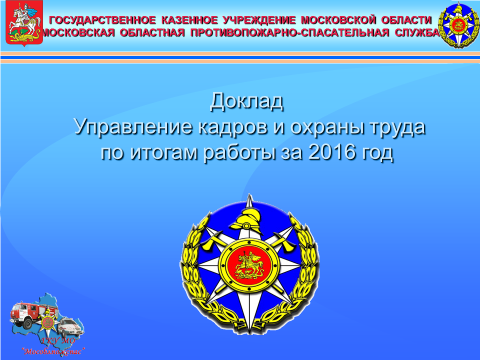 ГОСУДАРСТВЕННОЕ КАЗЕННОЕ УЧРЕЖДЕНИЕ МОСКОВСКОЙ ОБЛАСТИ
МОСКОВСКАЯ ОБЛАСТНАЯ ПРОТИВОПОЖАРНО-СПАСАТЕЛЬНАЯ СЛУЖБА
Доклад
Управление кадров и охраны труда
по итогам работы за 2016 год